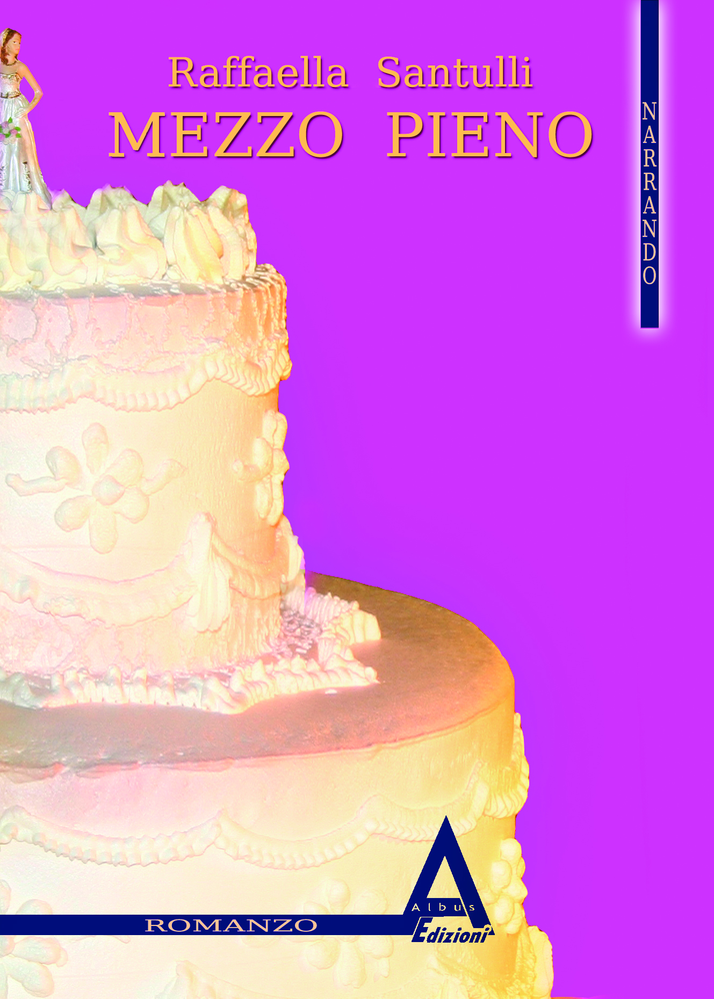 Raffaella Santulli
MEZZO PIENO
NARRANDO
Albus
Edizioni
ROMANZO